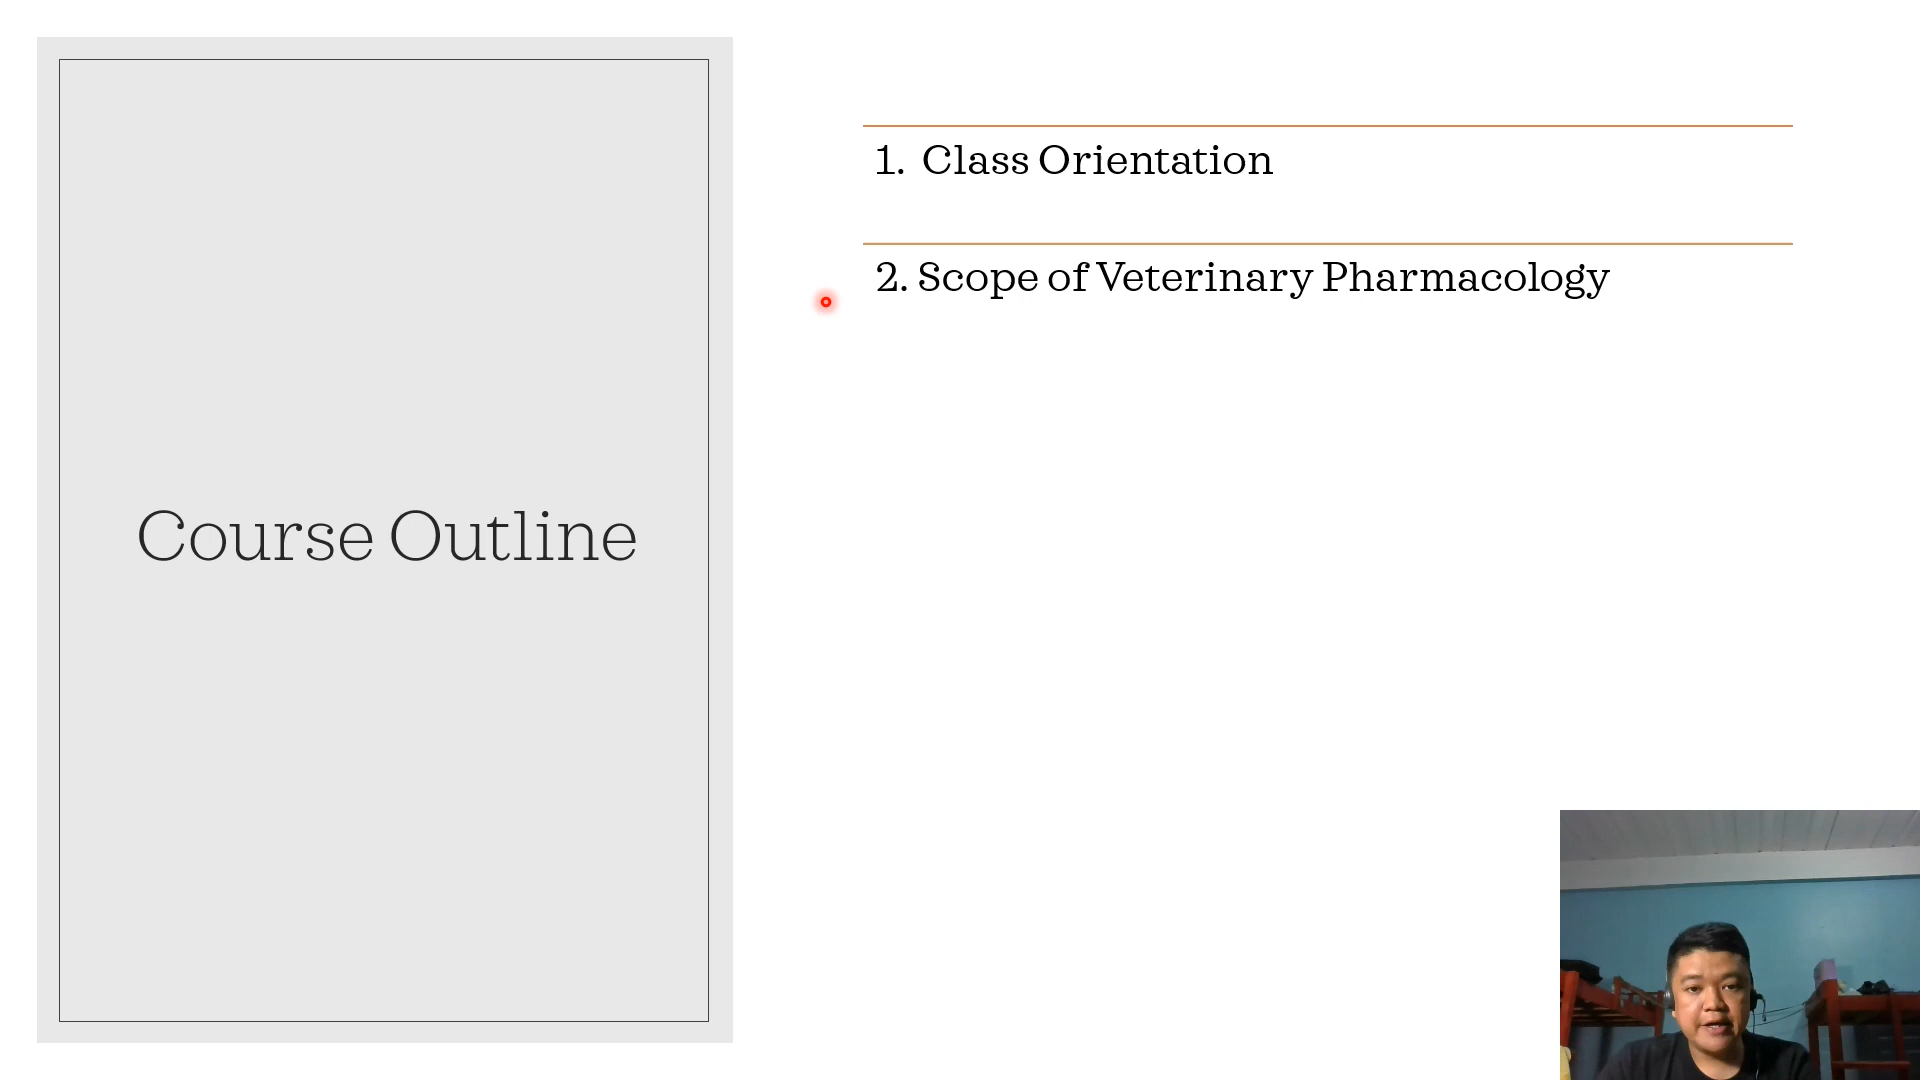 Course Outline
1. Class Orientation
2. Scope of Veterinary Pharmacology